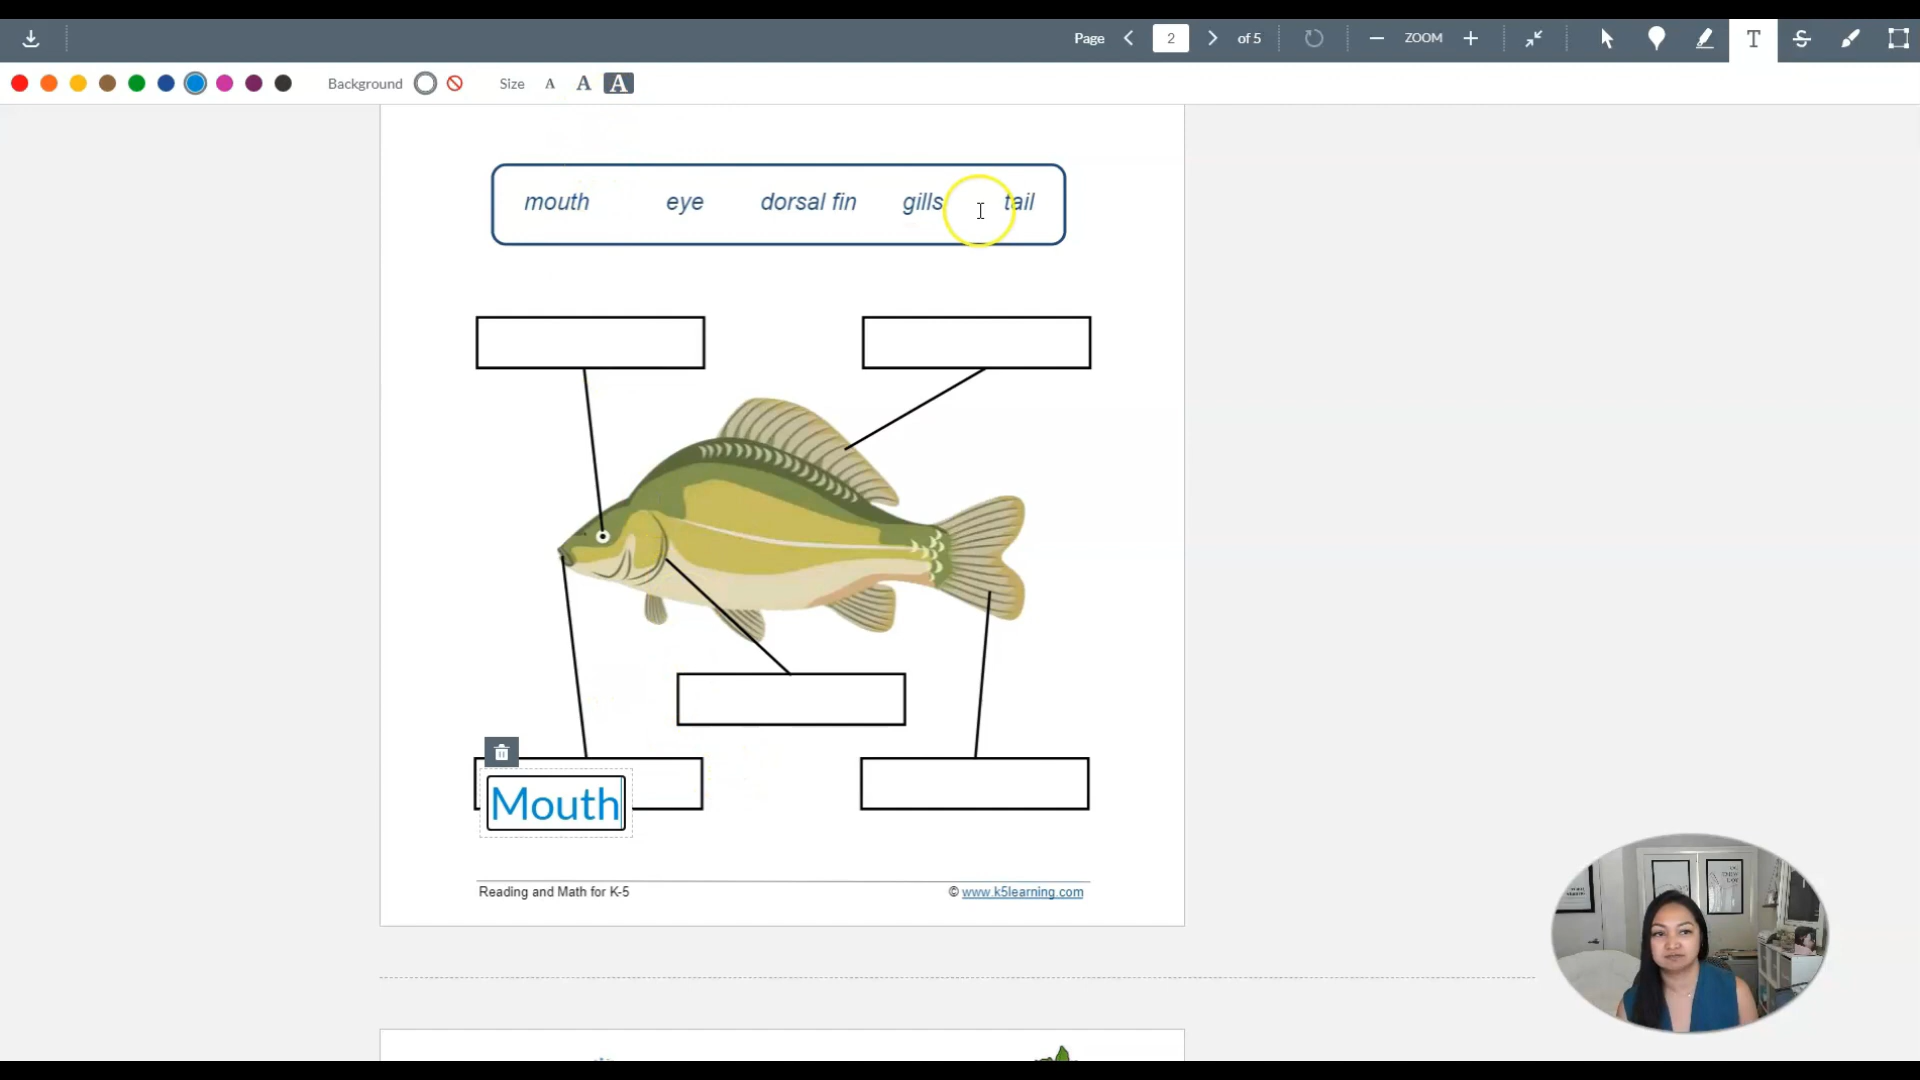 Page 2 of 5 ZOOM T S
Background Size A A A
mouth eye dorsal fin gills tail
Mouth
Reading and Math for K-5 © www.k5learning.com